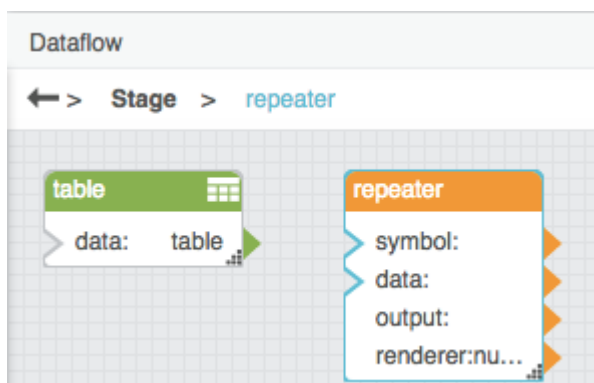 Dataflow
> Stage > repeater
table
data: table
repeater
symbol:
data:
output:
renderer:nu...